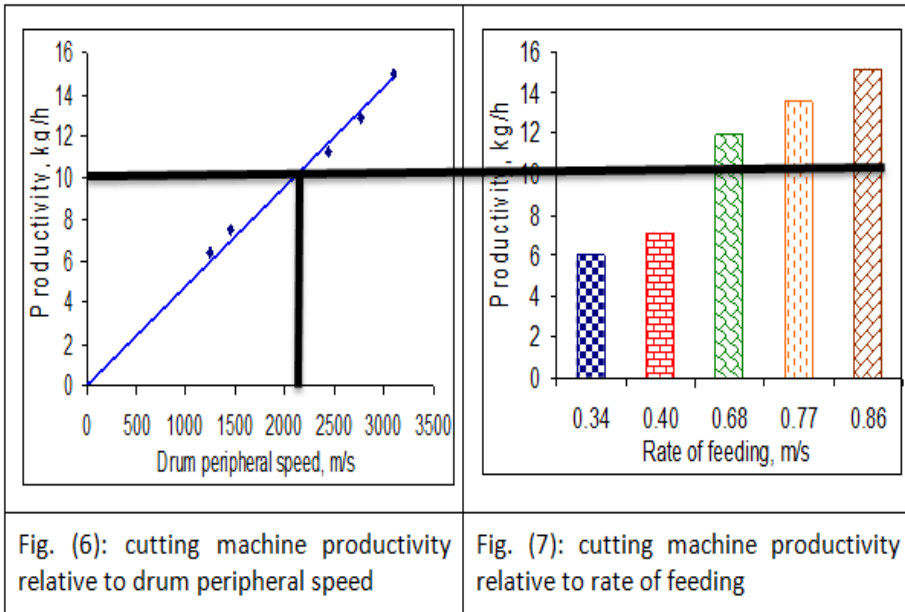 16
14
12
10
8
6
4
2
0
Productivity, kg/h
0 500 1000 1500 2000 2500 3000 3500
Drum peripheral speed, m/s
16
14
12
10
8
6
4
2
0
Productivity, kg/h
0.34 0.40 0.68 0.77 0.86
Rate of feeding, m/s
Fig. (6): cutting machine productivity
relative to drum peripheral speed
Fig. (7): cutting machine productivity
relative to rate of feeding